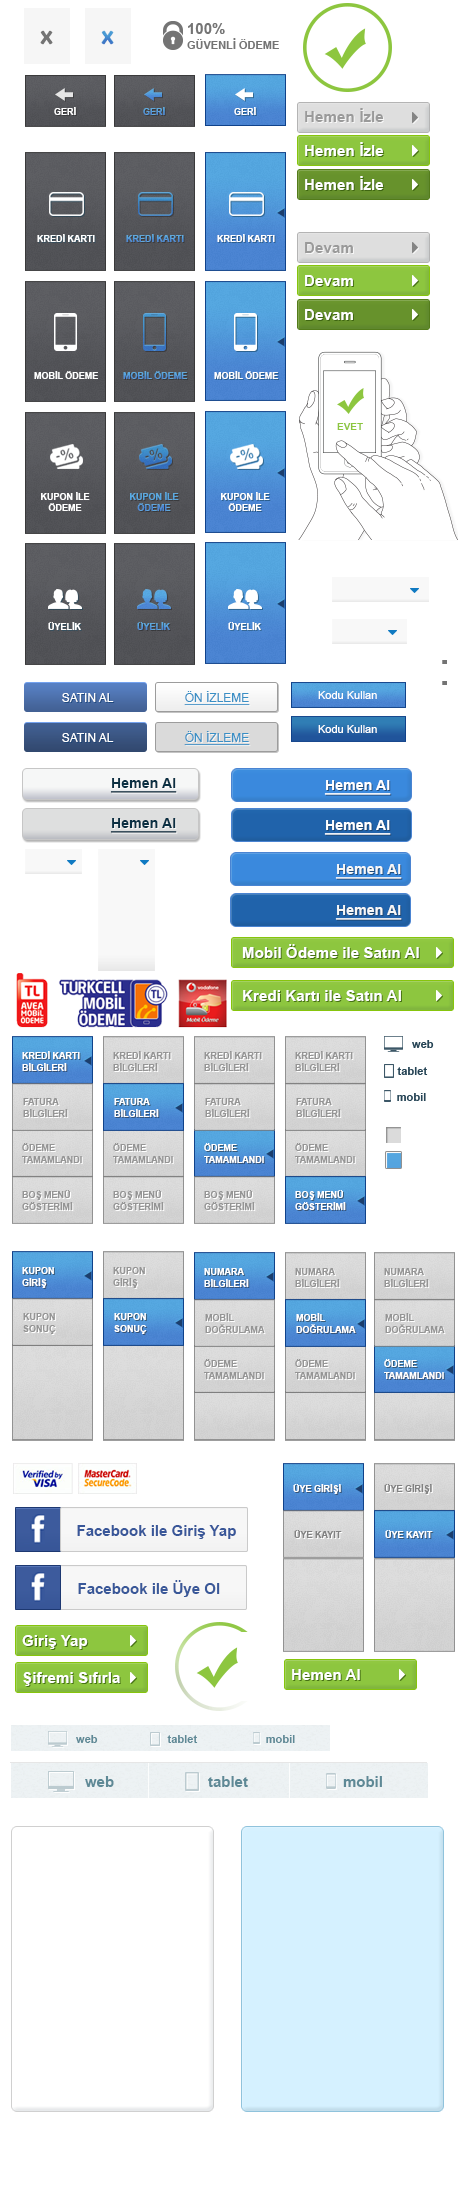 x x
100%
GÜVENLİ ÖDEME
GERİ GERİ GERİ
Hemen İzle
Hemen İzle
Hemen İzle
KREDİ KARTI KREDİ KARTI KREDİ KARTI
Devam
Devam
Devam
MOBİL ÖDEME MOBİL ÖDEME MOBİL ÖDEME
EVET
-% -% -%
KUPON İLE KUPON İLE KUPON İLE
ÖDEME ÖDEME ÖDEME
ÜYELİK ÜYELİK ÜYELİK
SATIN AL ÖN İZLEME Kodu Kullan
SATIN AL ÖN İZLEME Kodu Kullan
Hemen Al Hemen Al
Hemen Al Hemen Al
Hemen Al
Hemen Al
Mobil Ödeme ile Satın Al
Kredi Kartı ile Satın Al
TL
AVEA
MOBİL
ÖDEME
TURKCELL
MOBİL
ÖDEME
TL
vodafone
Mobil Ödeme
KREDİ KARTI KREDİ KARTI KREDİ KARTI KREDİ KARTI
BİLGİLERİ BİLGİLERİ BİLGİLERİ BİLGİLERİ
FATURA FATURA FATURA FATURA
BİLGİLERİ BİLGİLERİ BİLGİLERİ BİLGİLERİ
ÖDEME ÖDEME ÖDEME ÖDEME
TAMAMLANDI TAMAMLANDI TAMAMLANDI TAMAMLANDI
BOŞ MENÜ BOŞ MENÜ BOŞ MENÜ BOŞ MENÜ
GÖSTERİMİ GÖSTERİMİ GÖSTERİMİ GÖSTERİMİ
web
tablet
mobil
KUPON KUPON NUMARA NUMARA NUMARA
GİRİŞ GİRİŞ BİLGİLERİ BİLGİLERİ BİLGİLERİ
KUPON KUPON MOBİL MOBİL MOBİL
SONUÇ SONUÇ DOĞRULAMA DOĞRULAMA DOĞRULAMA
ÖDEME ÖDEME ÖDEME
TAMAMLANDI TAMAMLANDI TAMAMLANDI
Verified by
VISA
MasterCard.
SecureCode.
ÜYE GİRİŞİ ÜYE GİRİŞİ
ÜYE KAYIT ÜYE KAYIT
f Facebook ile Giriş Yap
f Facebook ile Üye Ol
Giriş Yap
Şifremi Sıfırla
Hemen Al
web tablet mobil
web tablet mobil